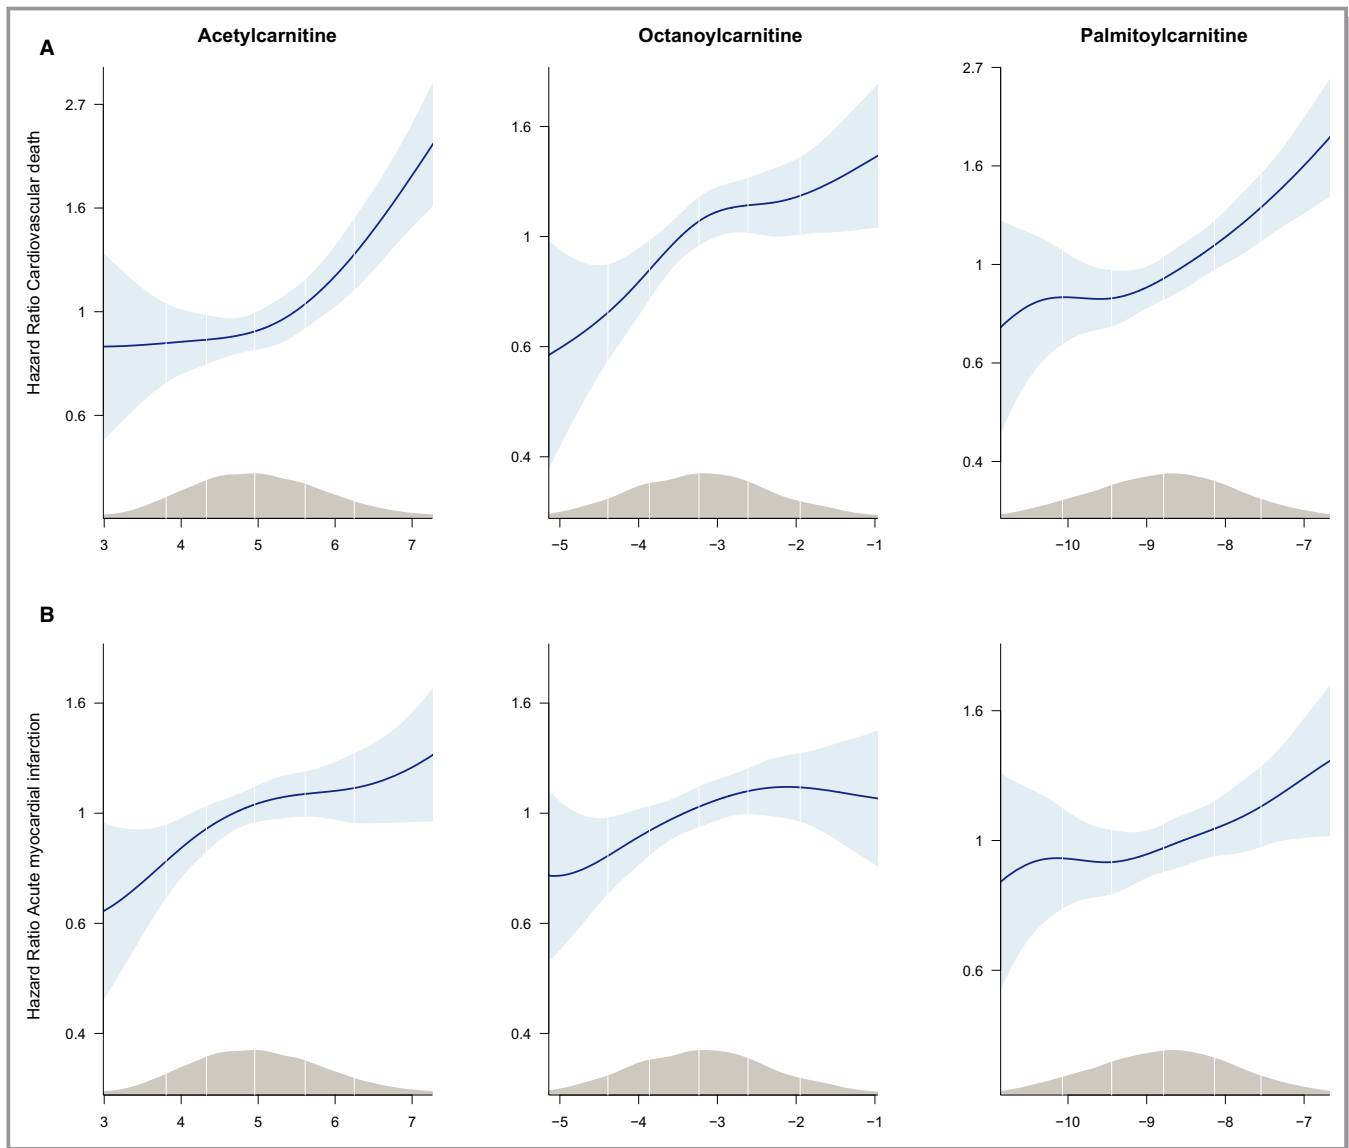 A
Acetylcarnitine
Octanoylcarnitine
Palmitoylcarnitine
Hazard Ratio Cardiovascular death
2.7
1.6
1
0.6
3 4 5 6 7
1.6
1
0.6
0.4
−5 −4 −3 −2 −1
2.7
1.6
1
0.6
0.4
−10 −9 −8 −7
B
Hazard Ratio Acute myocardial infarction
1.6
1
0.6
0.4
3 4 5 6 7
1.6
1
0.6
0.4
−5 −4 −3 −2 −1
1.6
1
0.6
−10 −9 −8 −7